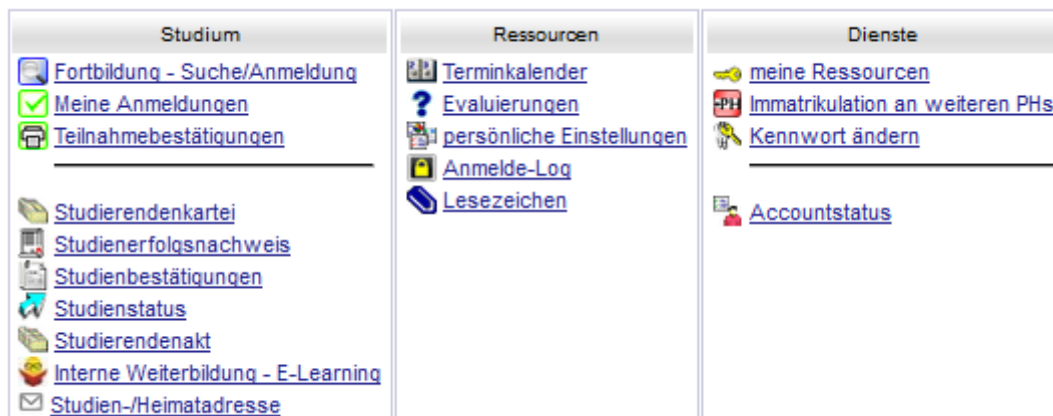 Studium
Fortbildung - Suche/Anmeldung
Meine Anmeldungen
Teilnahmebestätigungen
Studierendenkartei
Studienerfolgsnachweis
Studienbestätigungen
Studienstatus
Studierendenakt
Interne Weiterbildung - E-Learning
Studien-/Heimatadresse
Ressourcen
Terminkalender
Evaluierungen
persönliche Einstellungen
Anmelde-Log
Lesezeichen
Dienste
meine Ressourcen
-PH Immatrikulation an weiteren PHs
Kennwort ändern
Accountstatus